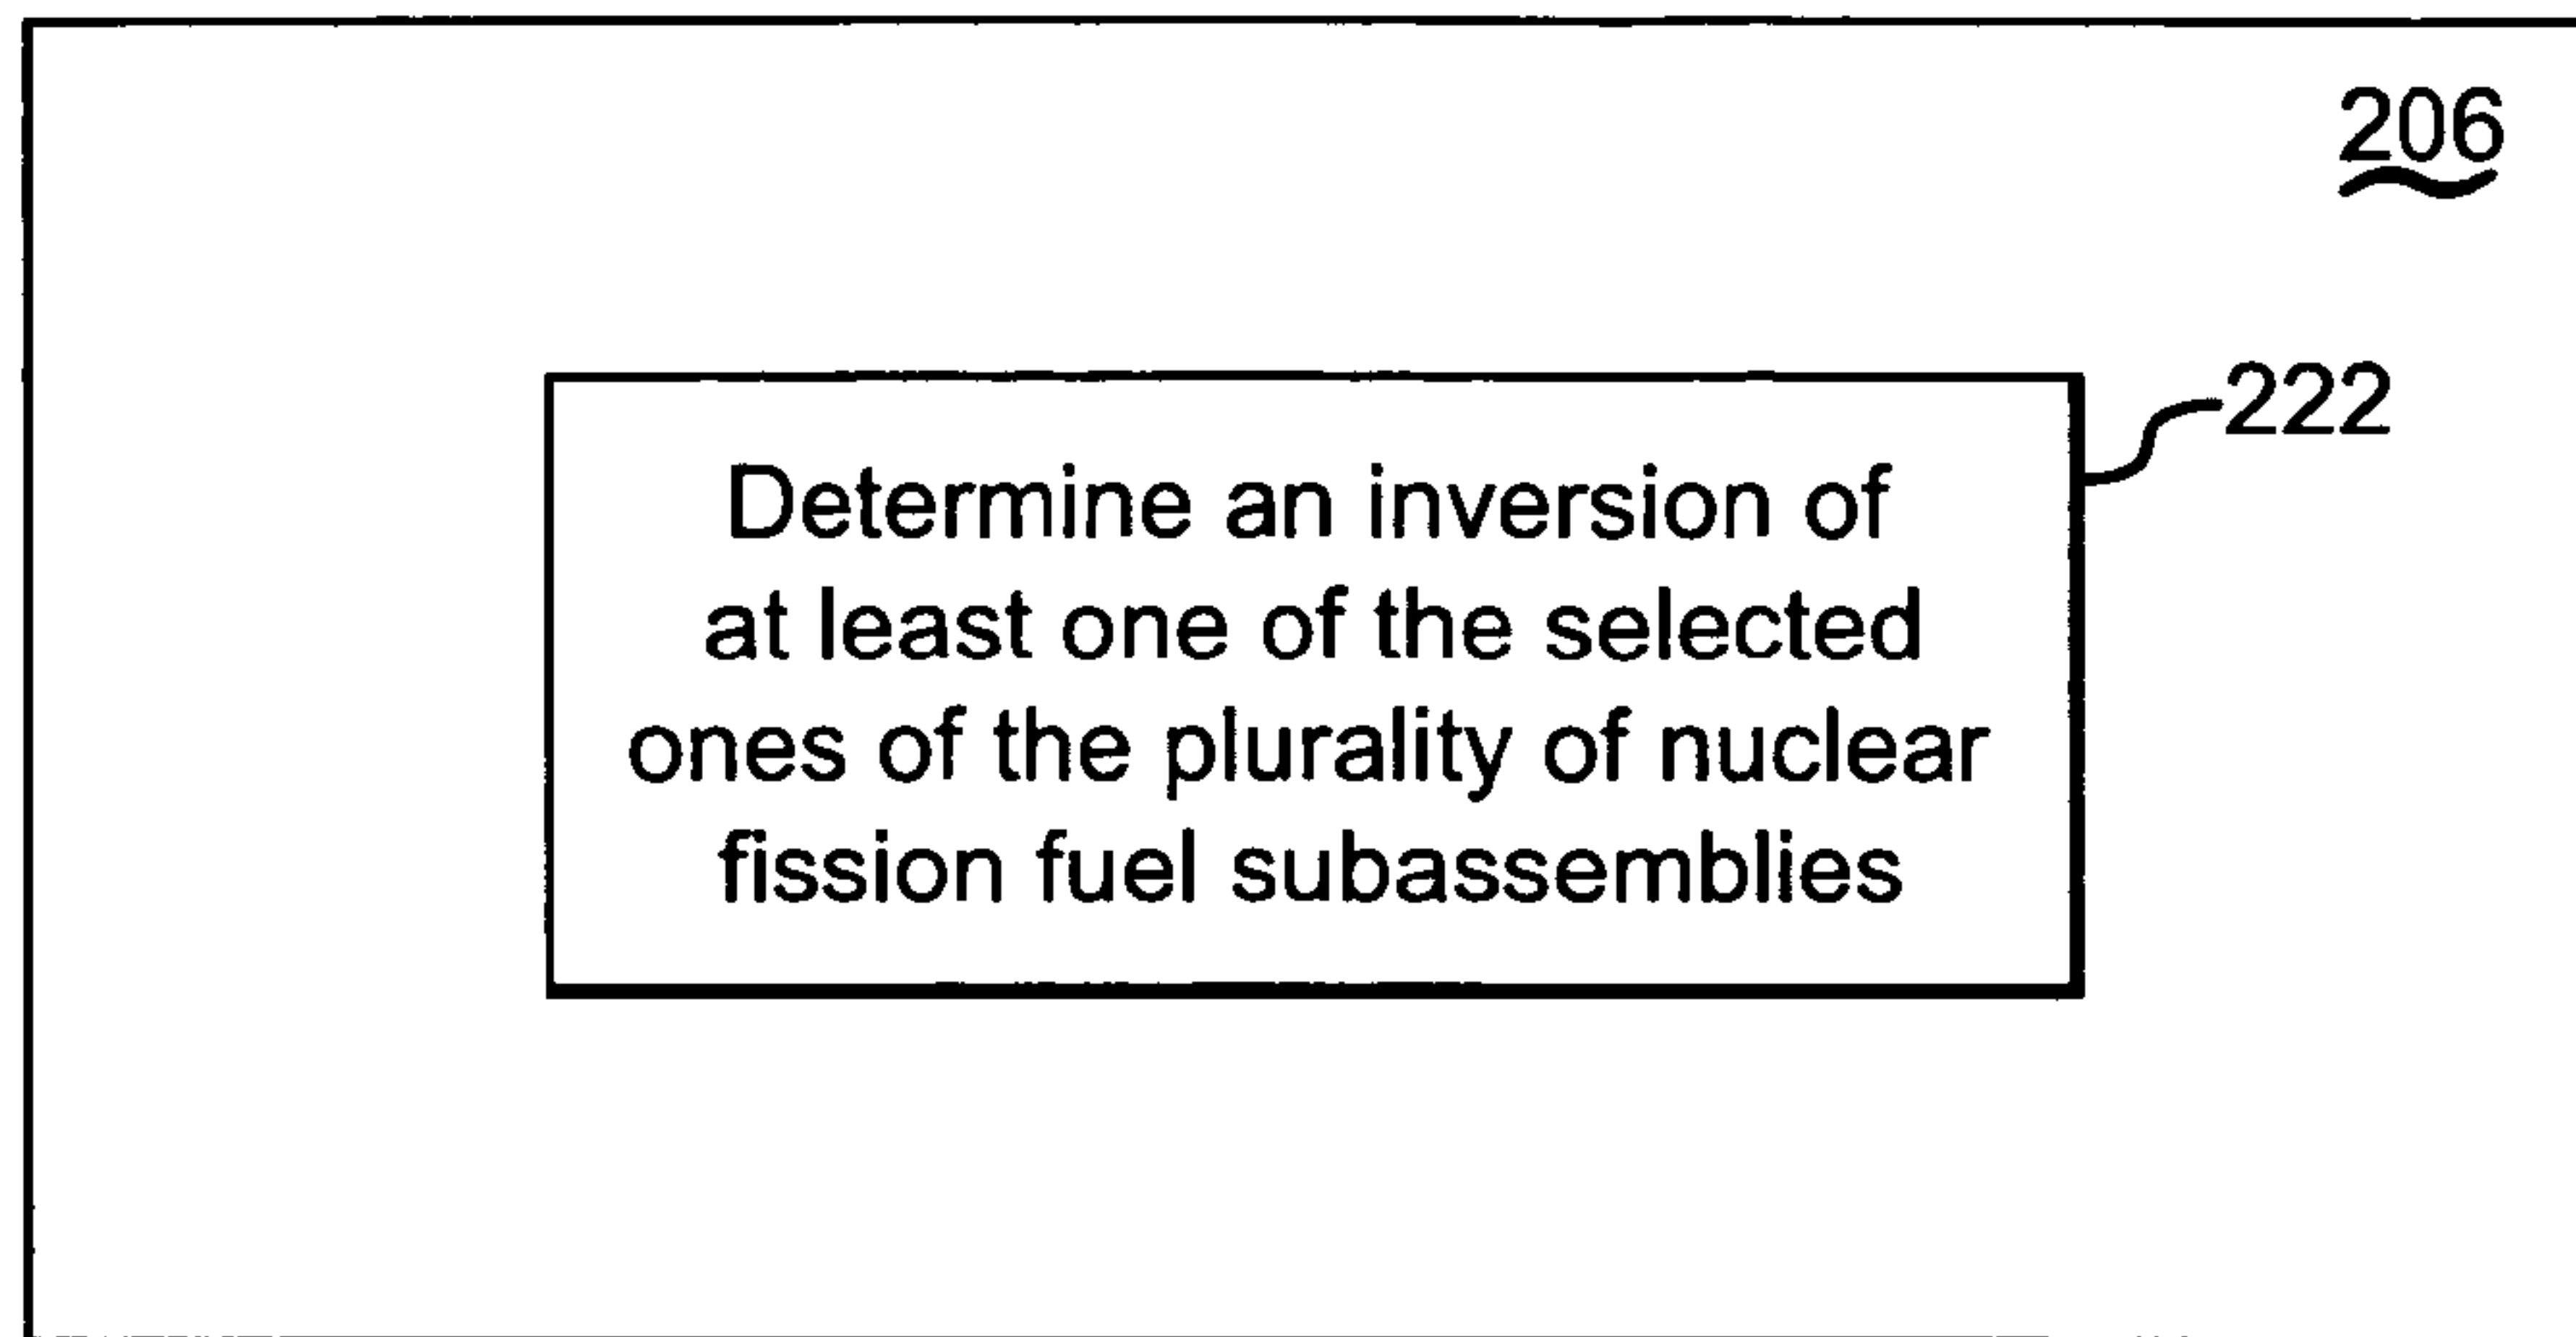 206
222
Determine an inversion of
at least one of the selected
ones of the plurality of nuclear
fission fuel subassemblies